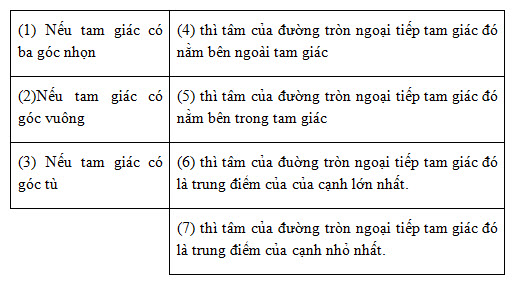 (1) Nếu tam giác có
ba góc nhọn
(4) thì tâm của đường tròn ngoại tiếp tam giác đó
nằm bên ngoài tam giác
(2)Nếu tam giác có
góc vuông
(5) thì tâm của đường tròn ngoại tiếp tam giác đó
nằm bên trong tam giác
(3) Nếu tam giác có
góc tù
(6) thì tâm của đuờng tròn ngoại tiếp tam giác đó
là trung điểm của của cạnh lớn nhất.
(7) thì tâm của đường tròn ngoại tiếp tam giác đó
là trung điểm của cạnh nhỏ nhất.